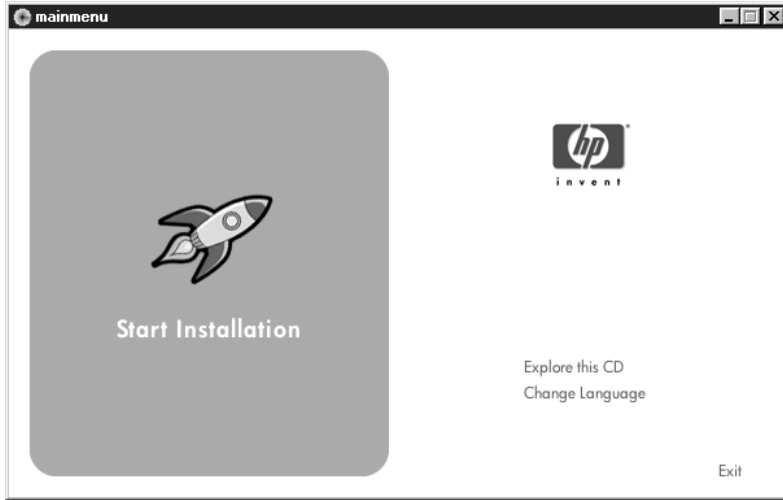 mainmenu
Start Installation
hp
invent
Explore this CD
Change Language
Exit